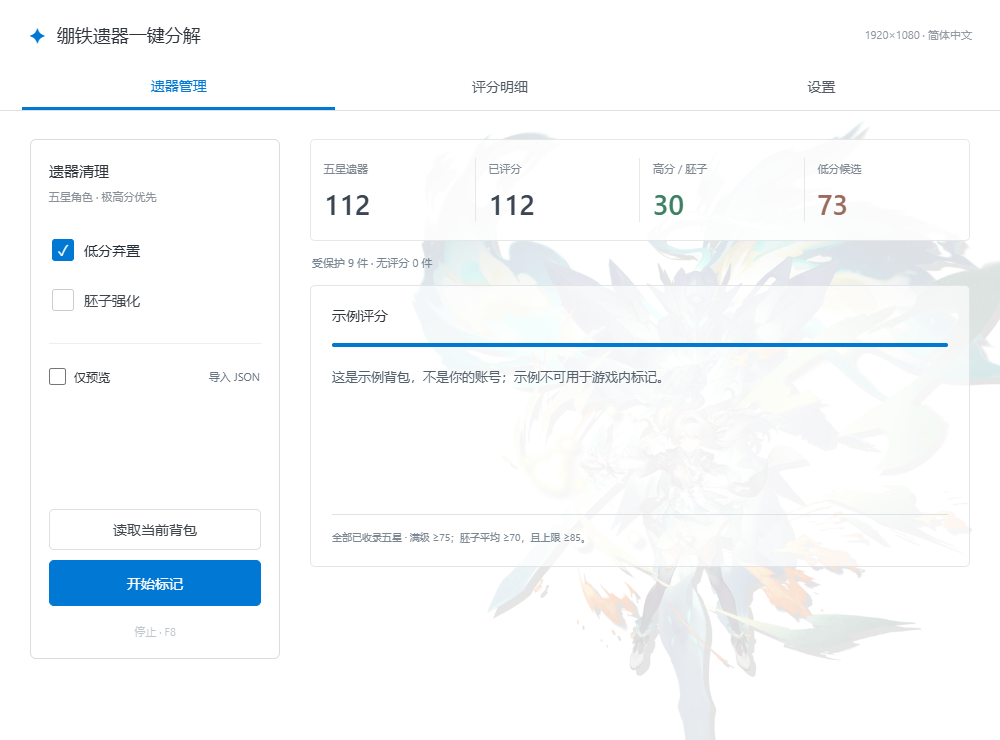 绷铁遗器一键分解
1920×1080 · 简体中文
遗器管理
评分明细
设置
遗器清理
五星角色 · 极高分优先
低分弃置
胚子强化
仅预览
导入 JSON
读取当前背包
开始标记
停止 · F8
五星遗器
112
已评分
112
高分 / 胚子
30
低分候选
73
受保护 9 件 · 无评分 0 件
示例评分
这是示例背包，不是你的账号；示例不可用于游戏内标记。
全部已收录五星 · 满级 ≥75；胚子平均 ≥70，且上限 ≥85。